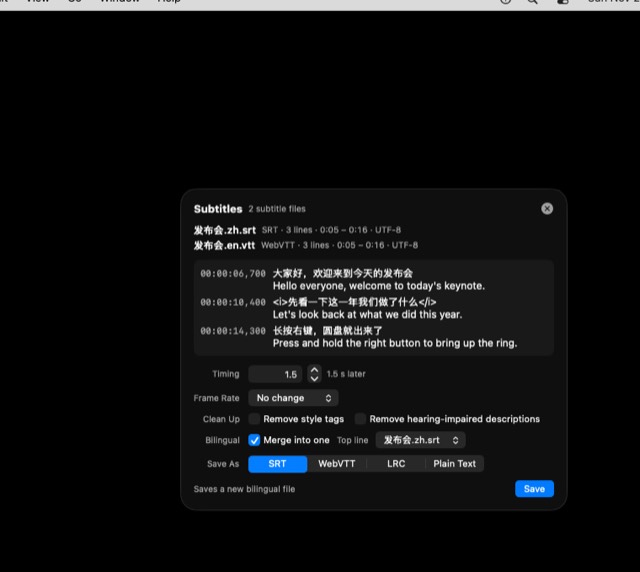 View Go Window Help
Subtitles 2 subtitle files
发布会.zh.srt SRT · 3 lines · 0:05 – 0:16 · UTF-8
发布会.en.vtt WebVTT · 3 lines · 0:05 – 0:16 · UTF-8
00:00:06,700 大家好，欢迎来到今天的发布会
Hello everyone, welcome to today's keynote.
00:00:10,400 <i>先看一下这一年我们做了什么</i>
Let's look back at what we did this year.
00:00:14,300 长按右键，圆盘就出来了
Press and hold the right button to bring up the ring.
Timing 1.5 1.5 s later
Frame Rate No change
Clean Up Remove style tags Remove hearing-impaired descriptions
Bilingual Merge into one Top line 发布会.zh.srt
Save As SRT WebVTT LRC Plain Text
Saves a new bilingual file Save